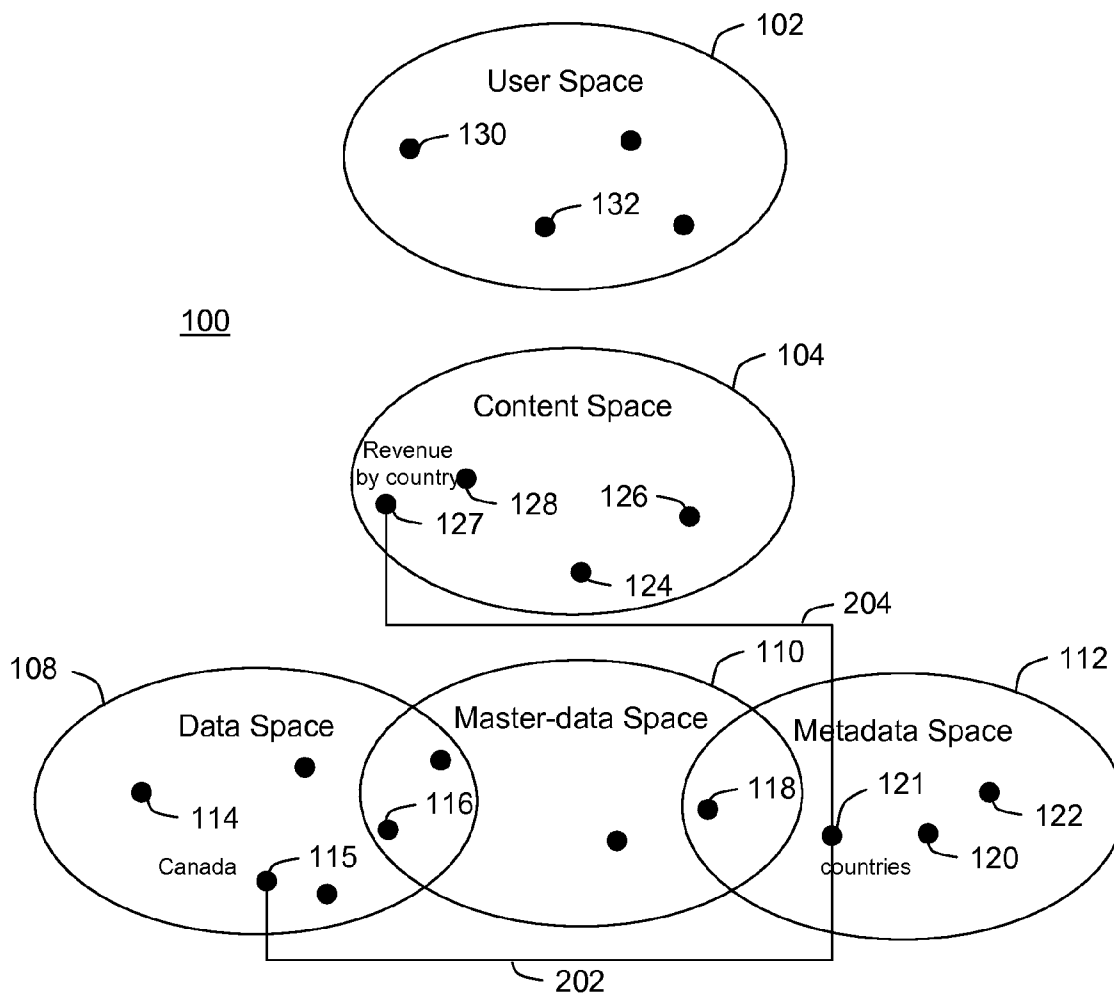 102
User Space
130
132
100
104
Content Space
Revenue
by country
128
126
127
124
204
108
110
112
Data Space
Master-data Space
Metadata Space
114
116
118
121
122
Canada
115
countries
120
202